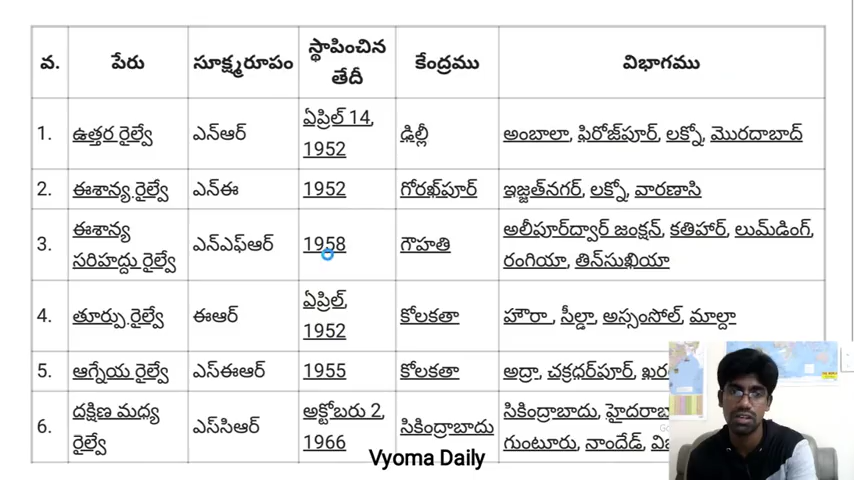 వ. పేరు సూక్ష్మరూపం స్థాపించిన తేదీ కేంద్రము విభాగము
1. ఉత్తర రైల్వే ఎన్ఆర్ ఏప్రిల్ 14, 1952 ఢిల్లీ అంబాలా, ఫిరోజ్‌పూర్, లక్నో, మొరదాబాద్
2. ఈశాన్య రైల్వే ఎన్ఈ 1952 గోరఖ్‌పూర్ ఇజ్జత్‌నగర్, లక్నో, వారణాసి
3. ఈశాన్య సరిహద్దు రైల్వే ఎన్ఎఫ్ఆర్ 1958 గౌహతి అలీపూర్‌ద్వార్ జంక్షన్, కతిహార్, లుమ్‌డింగ్, రంగియా, తిన్‌సుఖియా
4. తూర్పు రైల్వే ఈఆర్ ఏప్రిల్, 1952 కోలకతా హౌరా , సీల్డా, అస్సంసోల్, మాల్దా
5. ఆగ్నేయ రైల్వే ఎస్ఈఆర్ 1955 కోలకతా అద్రా, చక్రధర్‌పూర్,
6. దక్షిణ మధ్య రైల్వే ఎస్‌సిఆర్ అక్టోబరు 2, 1966 సికింద్రాబాదు సికింద్రాబాదు, గుంటూరు, నాందేడ్,
Vyoma Daily